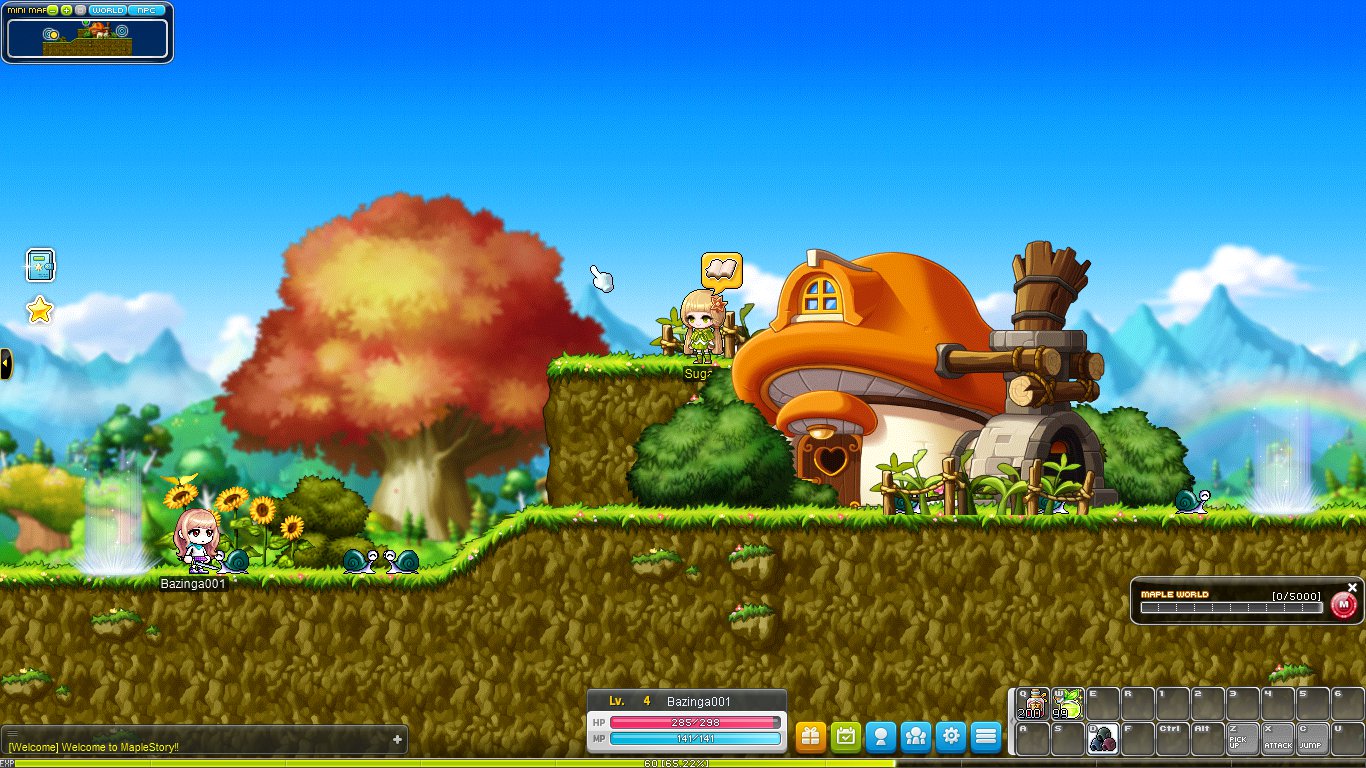 MINI MAP WORLD NPC
Suga
Bazinga001
MAPLE WORLD [0/5000]
M
Lv. 4 Bazinga001
HP 285/298
MP 141/141
Q W E R 1 2 3 4 5 6
200 99
A S D F Ctrl Alt Z PICK UP X ATTACK C JUMP V
[Welcome] Welcome to MapleStory!!
EXP 60 [65.22%]